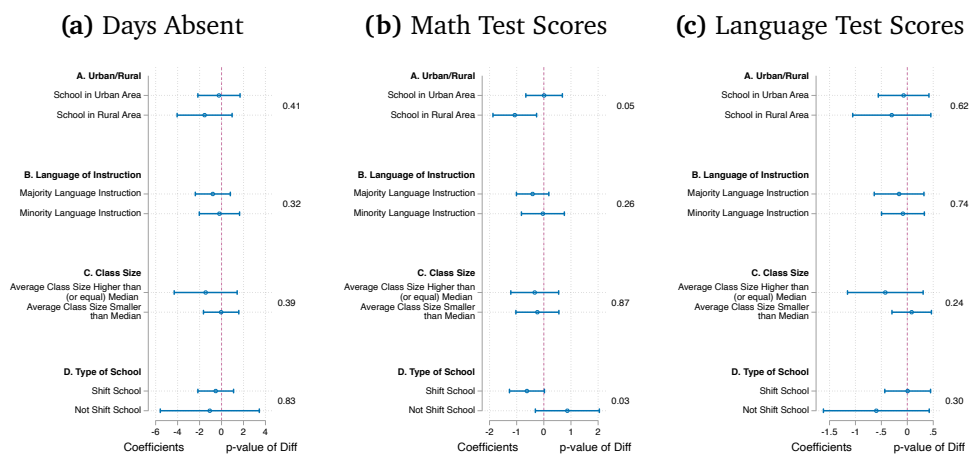 (a) Days Absent
A. Urban/Rural
School in Urban Area
0.41
School in Rural Area
B. Language of Instruction
Majority Language Instruction
0.32
Minority Language Instruction
C. Class Size
Average Class Size Higher than
(or equal) Median
0.39
Average Class Size Smaller
than Median
D. Type of School
Shift School
0.83
Not Shift School
-6 -4 -2 0 2 4
Coefficients p-value of Diff
(b) Math Test Scores
A. Urban/Rural
School in Urban Area
0.05
School in Rural Area
B. Language of Instruction
Majority Language Instruction
0.26
Minority Language Instruction
C. Class Size
Average Class Size Higher than
(or equal) Median
0.87
Average Class Size Smaller
than Median
D. Type of School
Shift School
0.03
Not Shift School
-2 -1 0 1 2
Coefficients p-value of Diff
(c) Language Test Scores
A. Urban/Rural
School in Urban Area
0.62
School in Rural Area
B. Language of Instruction
Majority Language Instruction
0.74
Minority Language Instruction
C. Class Size
Average Class Size Higher than
(or equal) Median
0.24
Average Class Size Smaller
than Median
D. Type of School
Shift School
0.30
Not Shift School
-1.5 -1 -.5 0 .5
Coefficients p-value of Diff